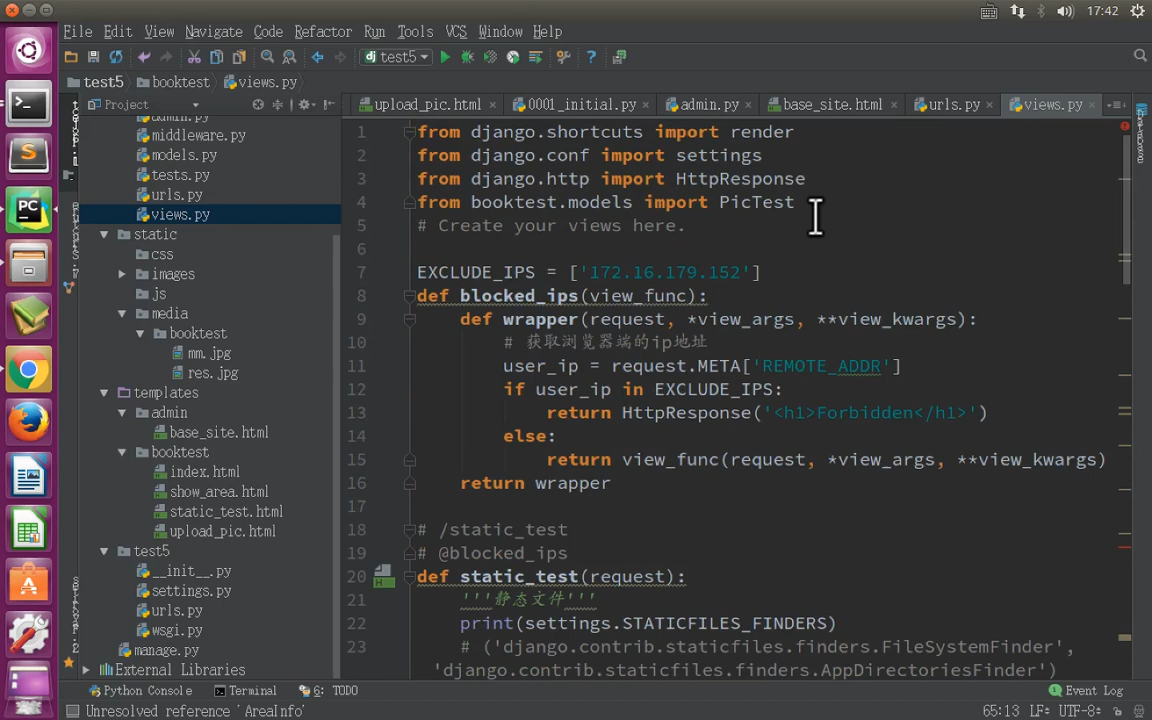 17:42
File Edit View Navigate Code Refactor Run Tools VCS Window Help
dj test5
test5 booktest views.py
Project
upload_pic.html 0001_initial.py admin.py base_site.html urls.py views.py
admin.py
middleware.py
models.py
tests.py
urls.py
views.py
static
css
images
js
media
booktest
mm.jpg
res.jpg
templates
admin
base_site.html
booktest
index.html
show_area.html
static_test.html
upload_pic.html
test5
__init__.py
settings.py
urls.py
wsgi.py
manage.py
External Libraries
1 from django.shortcuts import render
2 from django.conf import settings
3 from django.http import HttpResponse
4 from booktest.models import PicTest
5 # Create your views here.
6
7 EXCLUDE_IPS = ['172.16.179.152']
8 def blocked_ips(view_func):
9 def wrapper(request, *view_args, **view_kwargs):
10 # 获取浏览器端的ip地址
11 user_ip = request.META['REMOTE_ADDR']
12 if user_ip in EXCLUDE_IPS:
13 return HttpResponse('<h1>Forbidden</h1>')
14 else:
15 return view_func(request, *view_args, **view_kwargs)
16 return wrapper
17
18 # /static_test
19 # @blocked_ips
20 def static_test(request):
21 '''静态文件'''
22 print(settings.STATICFILES_FINDERS)
23 # ('django.contrib.staticfiles.finders.FileSystemFinder',
'django.contrib.staticfiles.finders.AppDirectoriesFinder')
Python Console Terminal 6: TODO Event Log
Unresolved reference 'AreaInfo' 65:13 LF÷ UTF-8÷